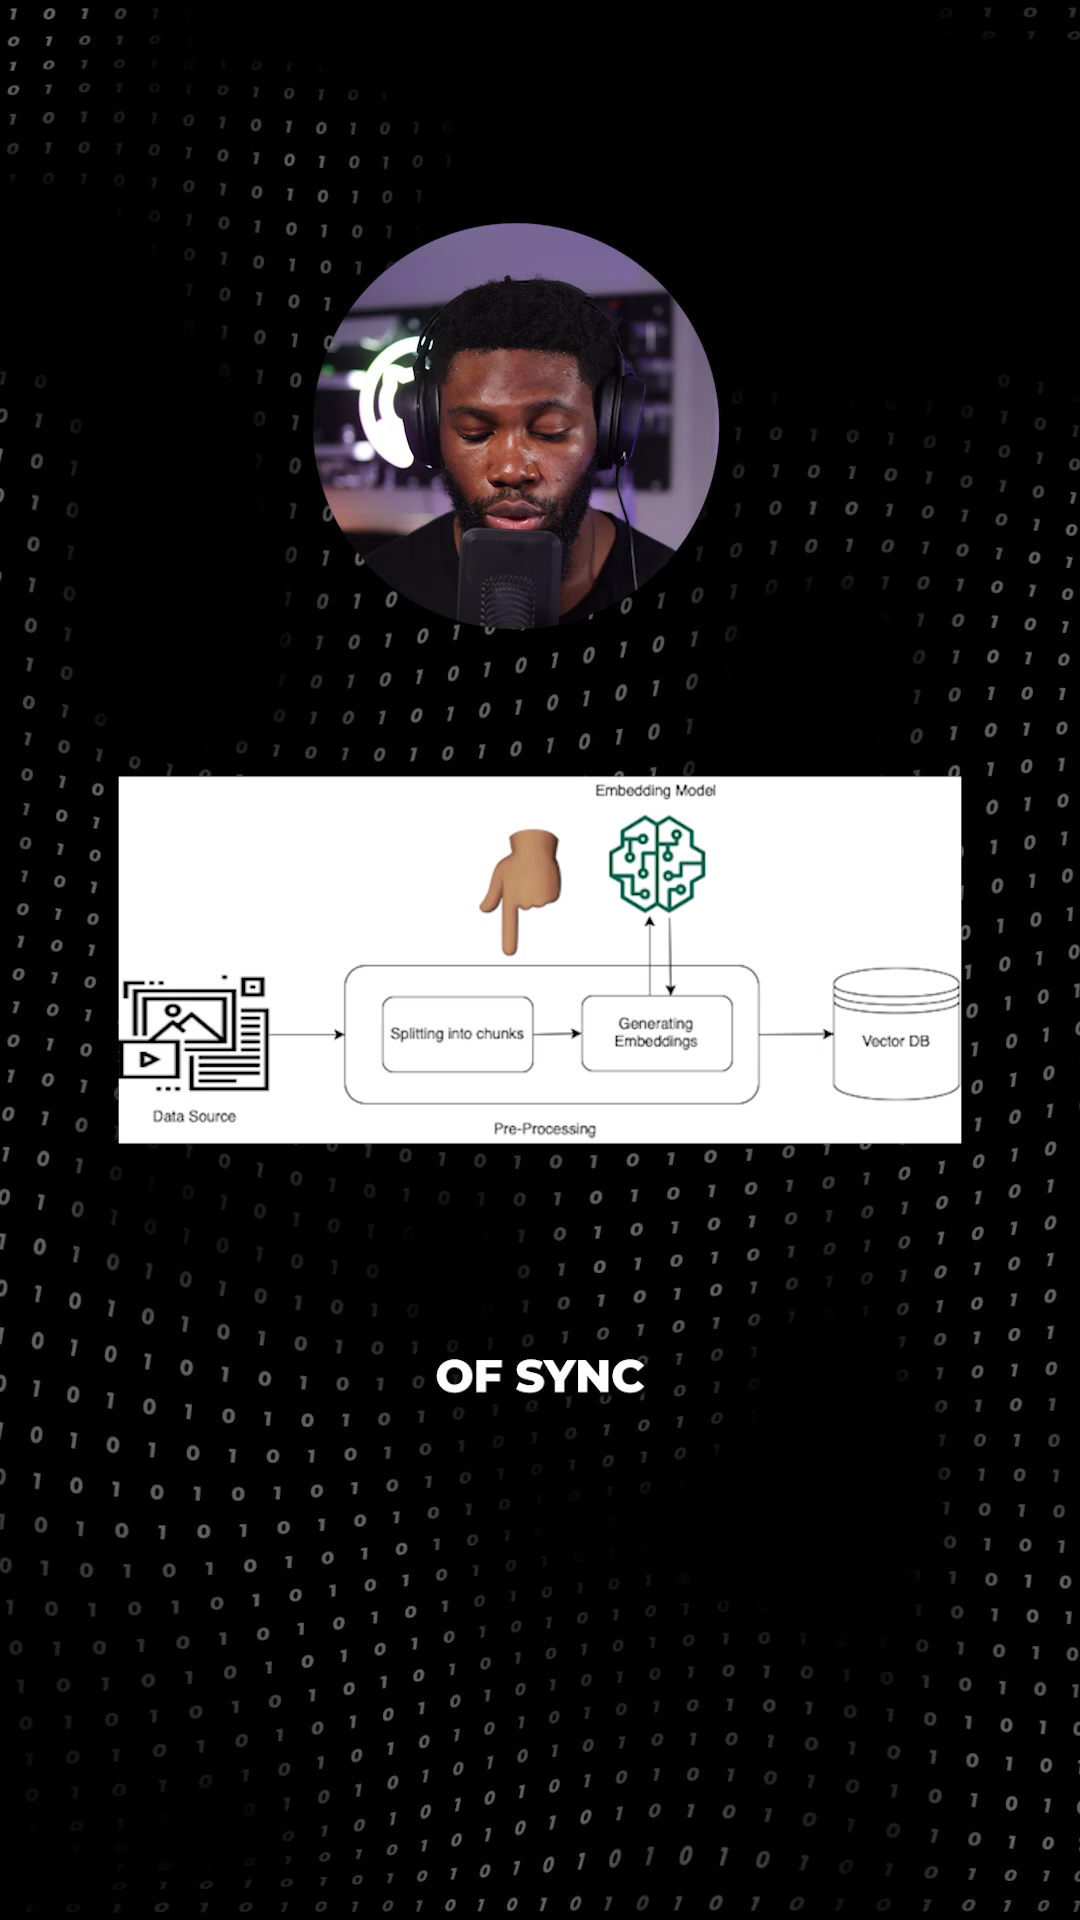 Embedding Model
Splitting into chunks
Generating
Embeddings
Vector DB
Data Source
Pre-Processing
OF SYNC